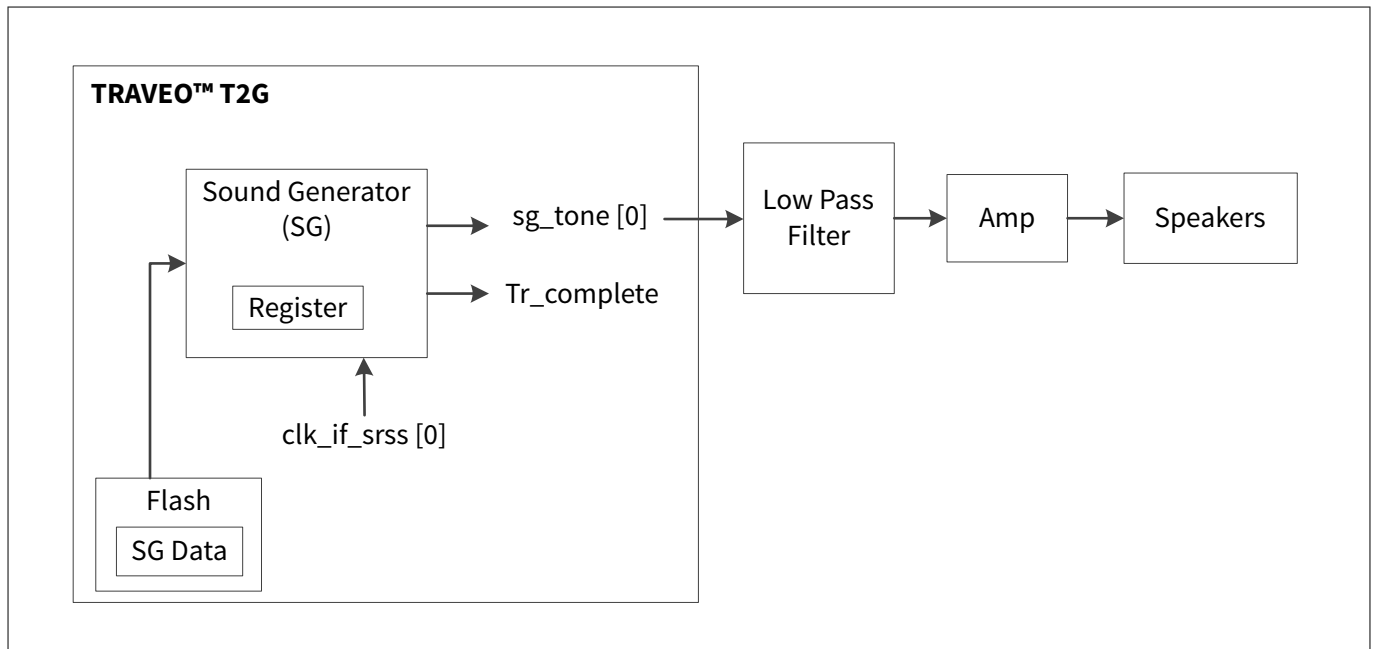 TRAVEO™ T2G
Sound Generator
(SG)
Register
sg_tone [0]
Tr_complete
clk_if_srss [0]
Flash
SG Data
Low Pass
Filter
Amp
Speakers